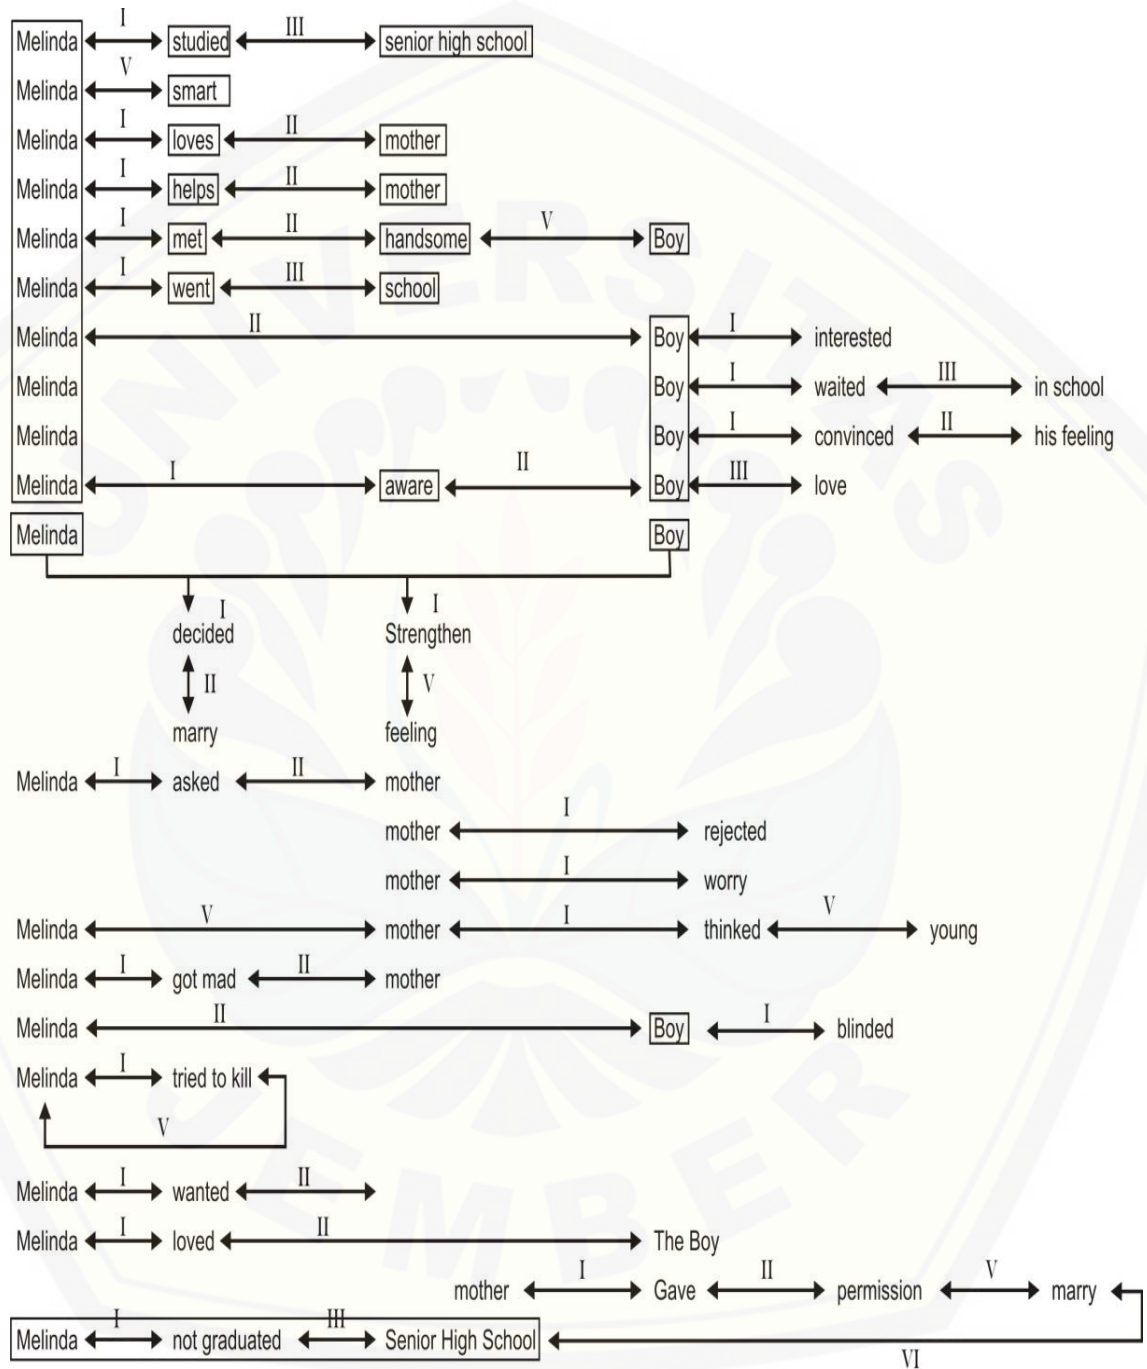 I III
Melinda studied senior high school
V
Melinda smart
I II
Melinda loves mother
I II
Melinda helps mother
I II V
Melinda met handsome Boy
I III
Melinda went school
II I
Melinda Boy interested
I III
Melinda Boy waited in school
I II
Melinda Boy convinced his feeling
I II III
Melinda aware Boy love
Melinda Boy
I I
decided Strengthen
II V
marry feeling
I II
Melinda asked mother
I
mother rejected
I
mother worry
V I V
Melinda mother thinked young
I II
Melinda got mad mother
II I
Melinda Boy blinded
I
Melinda tried to kill
V
I II
Melinda wanted
I II
Melinda loved The Boy
I II V
mother Gave permission marry
I III
Melinda not graduated Senior High School
VI
UNIVERSITAS
JEMBER